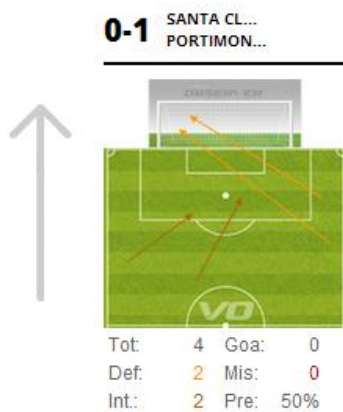 0-1 SANTA CL...
PORTIMON...
VO
Tot: 4 Goa: 0
Def: 2 Mis: 0
Int.: 2 Pre: 50%